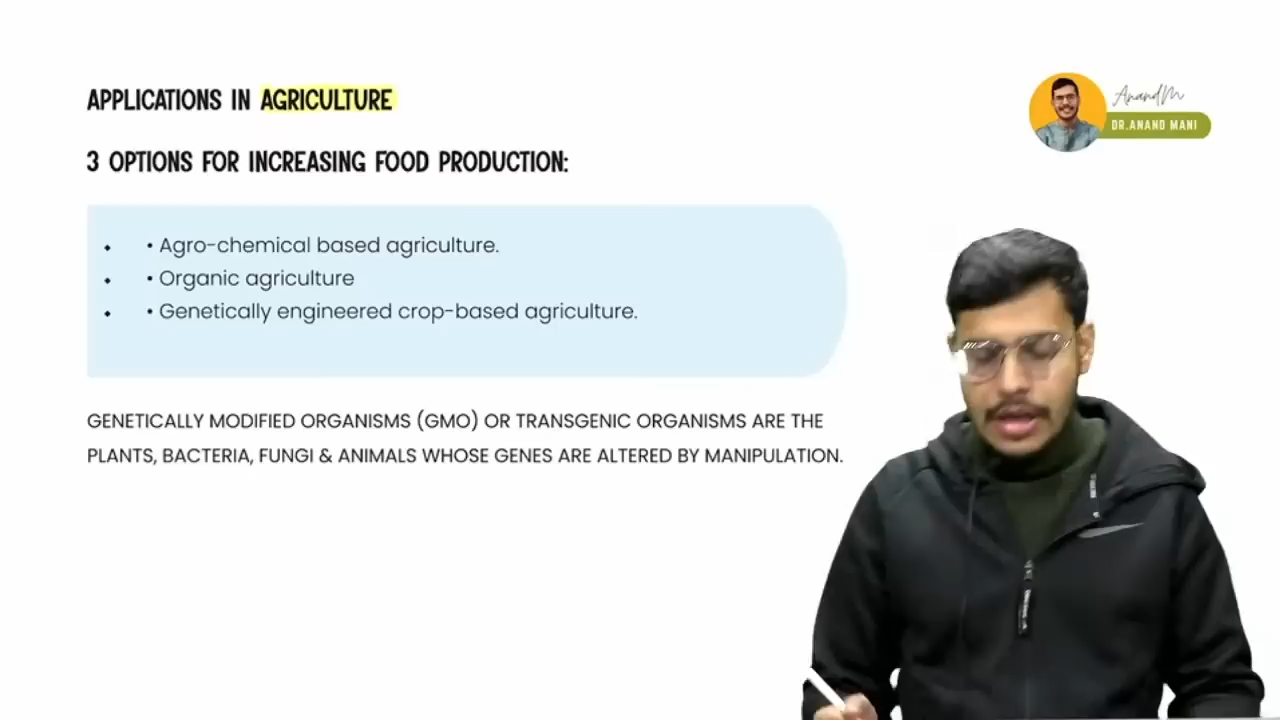 APPLICATIONS IN AGRICULTURE
AnandM
DR.ANAND MANI
3 OPTIONS FOR INCREASING FOOD PRODUCTION:
• • Agro-chemical based agriculture.
• • Organic agriculture
• • Genetically engineered crop-based agriculture.
GENETICALLY MODIFIED ORGANISMS (GMO) OR TRANSGENIC ORGANISMS ARE THE
PLANTS, BACTERIA, FUNGI & ANIMALS WHOSE GENES ARE ALTERED BY MANIPULATION.